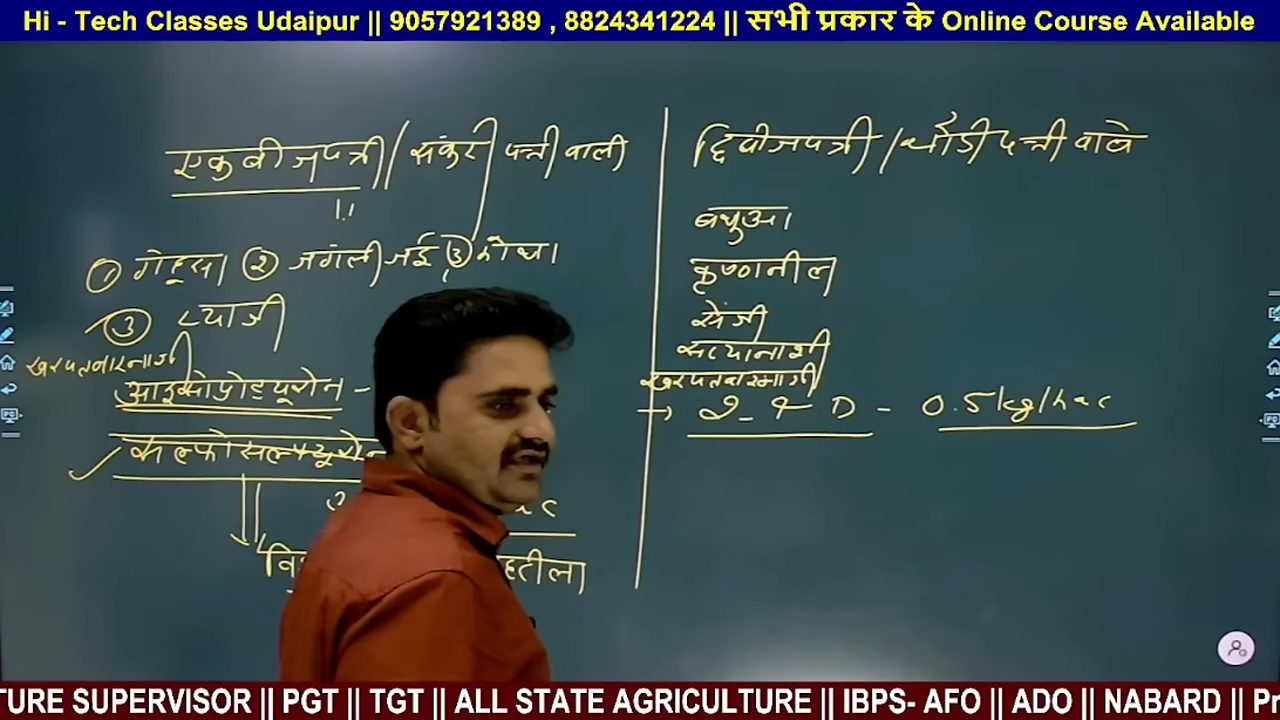 Hi - Tech Classes Udaipur || 9057921389 , 8824341224 || सभी प्रकार के Online Course Available
एकबीजपत्री / संकरी पत्ती वाली
① गेहूसा ② जगंली जई ③ मोथा
③ प्याजी
खरपतवारनाशी
आइसोप्रोट्यूरोन -
सल्फोसल्फ्यूरोन
द्विबीजपत्री / चौडी पत्ती वाले
बथुआ
कृष्णनील
सेंजी
सत्यानाशी
खरपतवारनाशी
→ 2-4 D - 0.5 kg/hac
TURE SUPERVISOR || PGT || TGT || ALL STATE AGRICULTURE || IBPS- AFO || ADO || NABARD || Pr